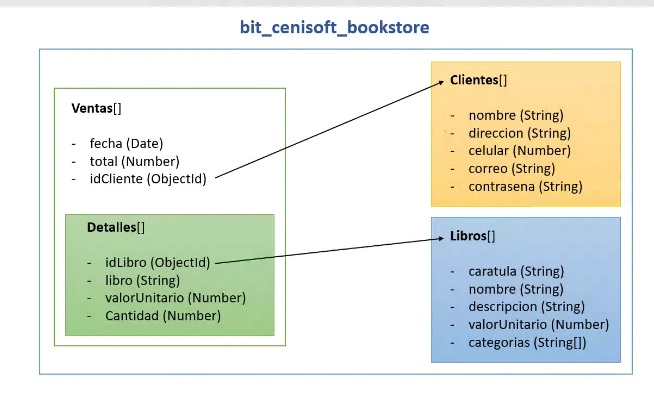 bit_cenisoft_bookstore
Ventas[]
- fecha (Date)
- total (Number)
- idCliente (ObjectId)
Detalles[]
- idLibro (ObjectId)
- libro (String)
- valorUnitario (Number)
- Cantidad (Number)
Clientes[]
- nombre (String)
- direccion (String)
- celular (Number)
- correo (String)
- contrasena (String)
Libros[]
- caratula (String)
- nombre (String)
- descripcion (String)
- valorUnitario (Number)
- categorias (String[])